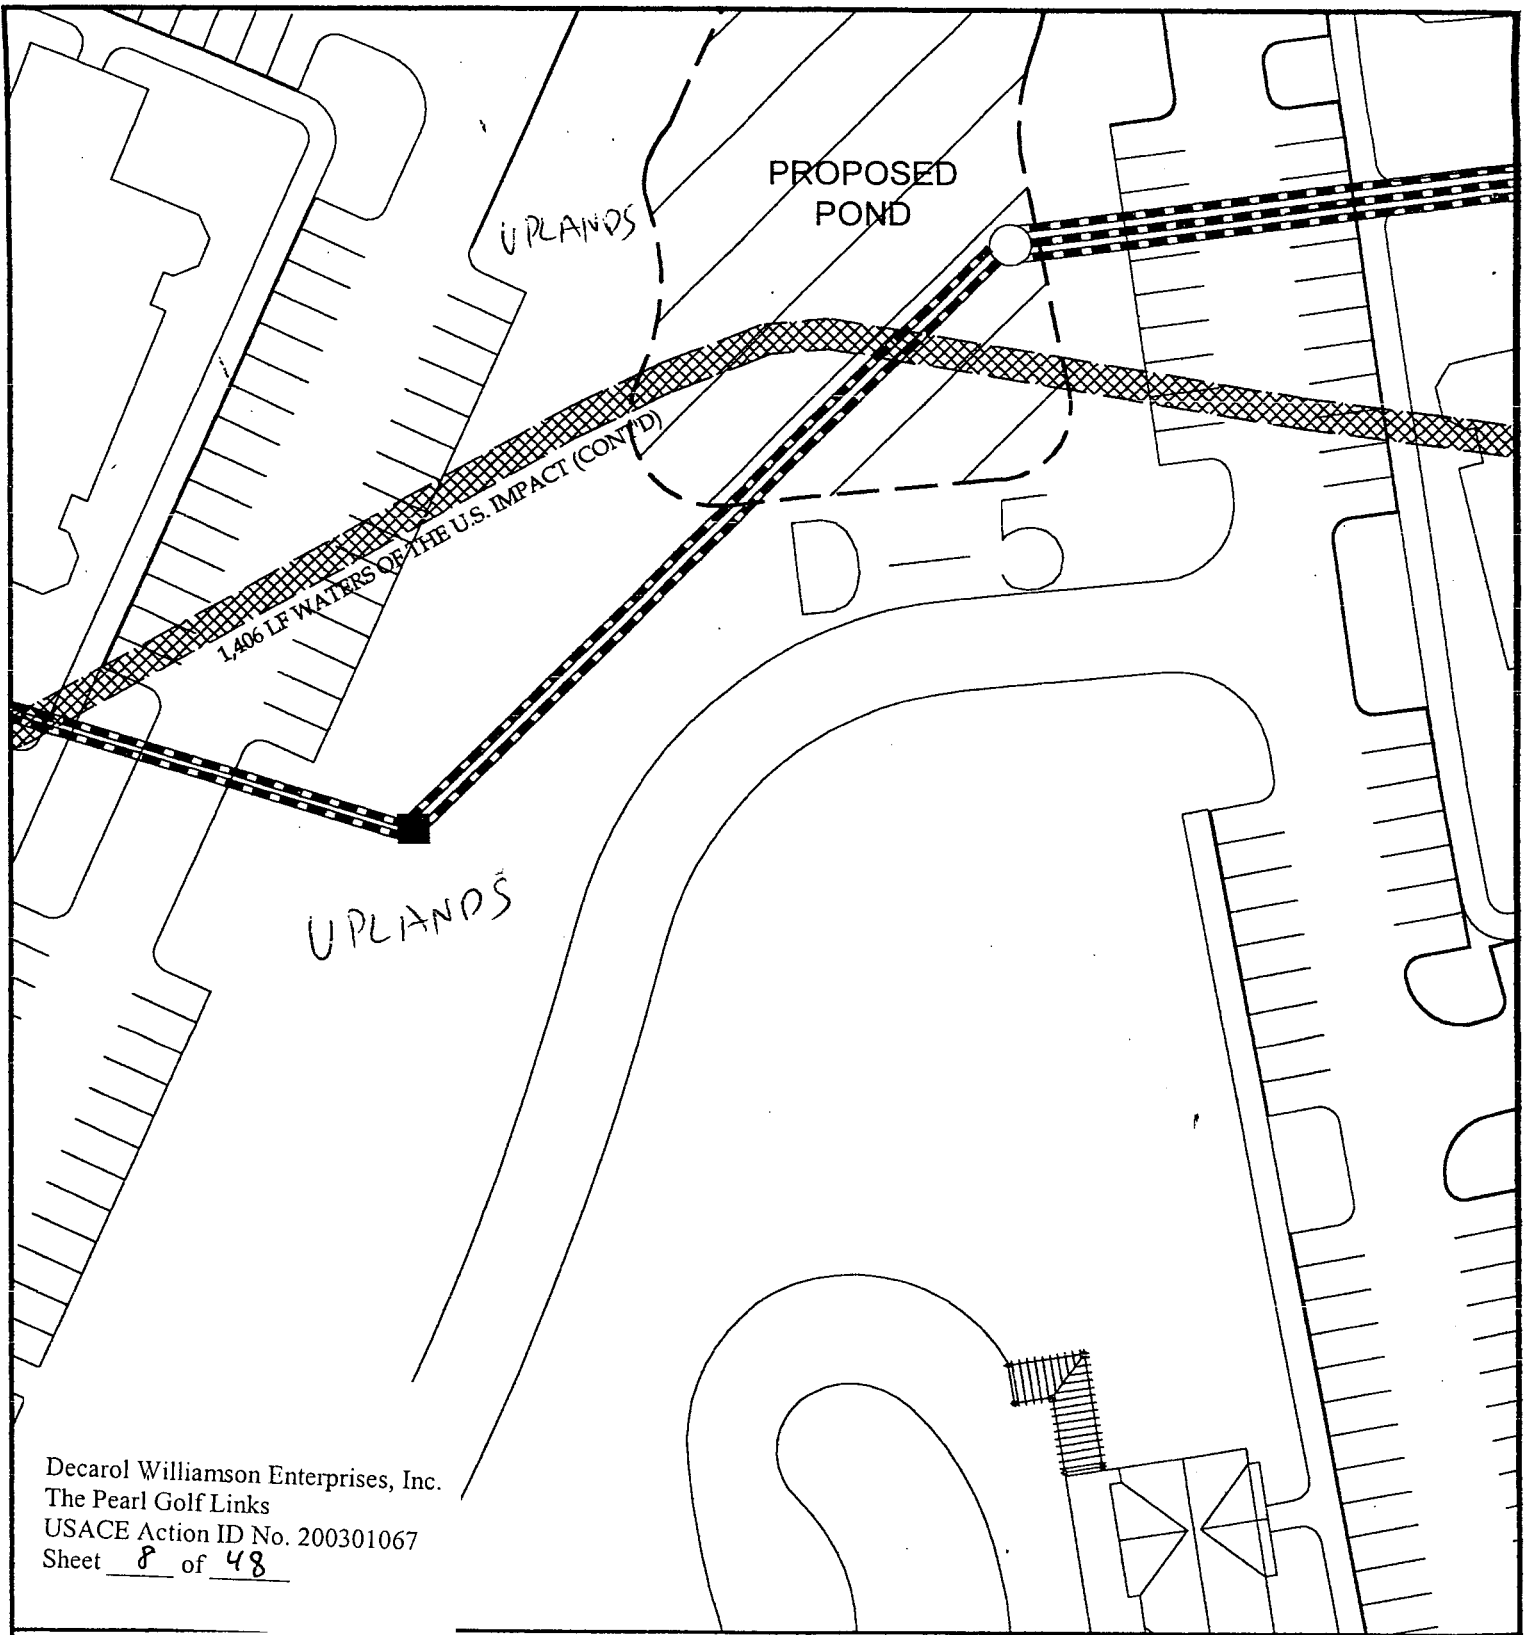 PROPOSED
POND
UPLANDS
1,406 LF WATERS OF THE U.S. IMPACT (CONT'D)
D-5
UPLANDS
Decarol Williamson Enterprises, Inc.
The Pearl Golf Links
USACE Action ID No. 200301067
Sheet 8 of 48